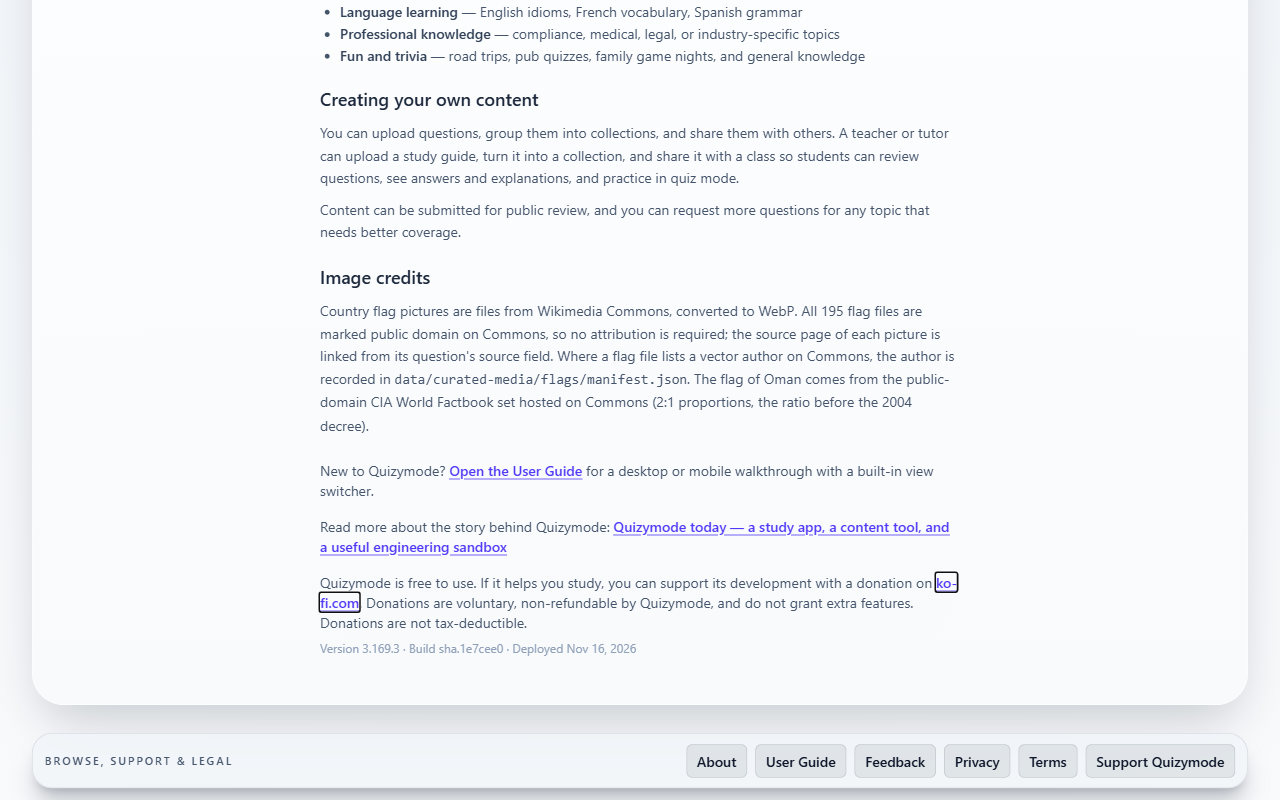 Language learning — English idioms, French vocabulary, Spanish grammar
Professional knowledge — compliance, medical, legal, or industry-specific topics
Fun and trivia — road trips, pub quizzes, family game nights, and general knowledge
Creating your own content
You can upload questions, group them into collections, and share them with others. A teacher or tutor
can upload a study guide, turn it into a collection, and share it with a class so students can review
questions, see answers and explanations, and practice in quiz mode.
Content can be submitted for public review, and you can request more questions for any topic that
needs better coverage.
Image credits
Country flag pictures are files from Wikimedia Commons, converted to WebP. All 195 flag files are
marked public domain on Commons, so no attribution is required; the source page of each picture is
linked from its question's source field. Where a flag file lists a vector author on Commons, the author is
recorded in data/curated-media/flags/manifest.json. The flag of Oman comes from the public-
domain CIA World Factbook set hosted on Commons (2:1 proportions, the ratio before the 2004
decree).
New to Quizymode? Open the User Guide for a desktop or mobile walkthrough with a built-in view
switcher.
Read more about the story behind Quizymode: Quizymode today — a study app, a content tool, and
a useful engineering sandbox
Quizymode is free to use. If it helps you study, you can support its development with a donation on ko-
fi.com. Donations are voluntary, non-refundable by Quizymode, and do not grant extra features.
Donations are not tax-deductible.
Version 3.169.3 · Build sha.1e7cee0 · Deployed Nov 16, 2026
BROWSE, SUPPORT & LEGAL
About
User Guide
Feedback
Privacy
Terms
Support Quizymode